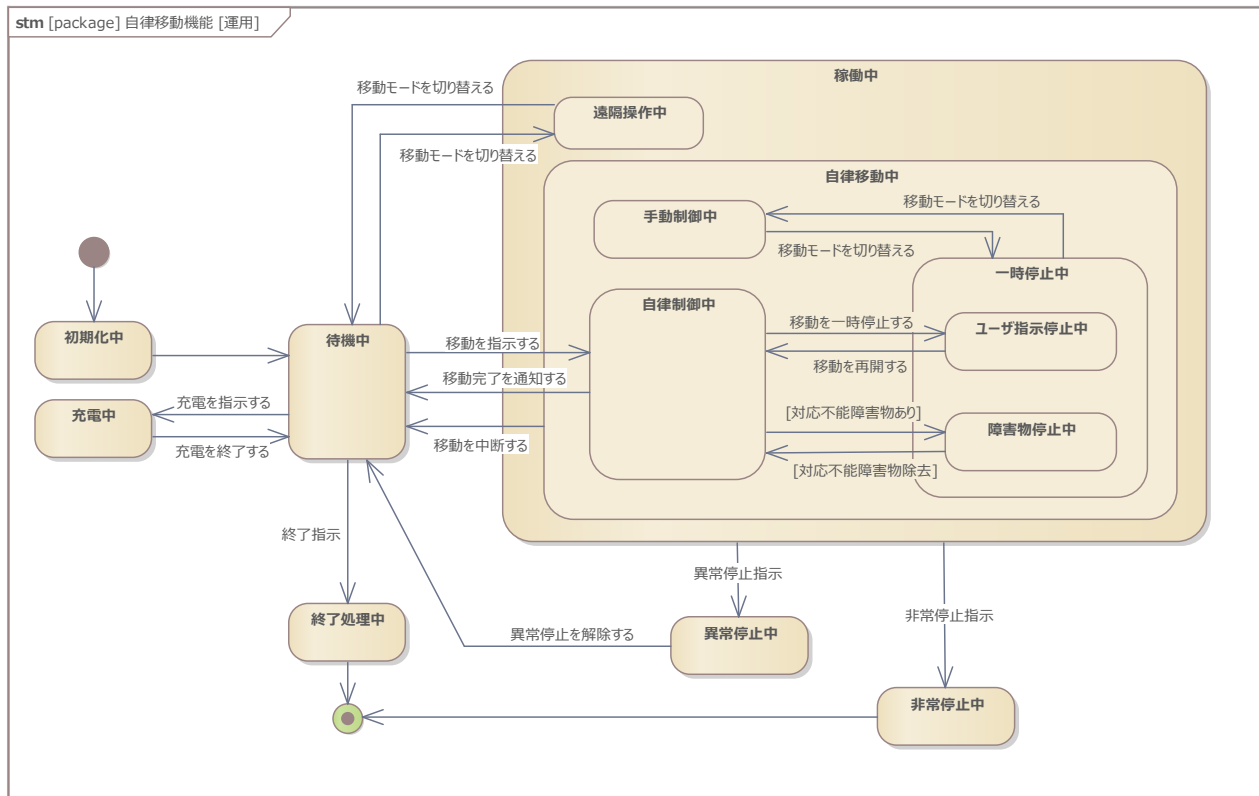 stm [package] 自律移動機能 [運用]
稼働中
移動モードを切り替える
遠隔操作中
移動モードを切り替える
自律移動中
手動制御中
移動モードを切り替える
移動モードを切り替える
一時停止中
自律制御中
初期化中
待機中
移動を指示する
移動を一時停止する
ユーザ指示停止中
移動を再開する
移動完了を通知する
充電中
充電を指示する
[対応不能障害物あり]
障害物停止中
充電を終了する
移動を中断する
[対応不能障害物除去]
終了指示
異常停止指示
非常停止指示
終了処理中
異常停止を解除する
異常停止中
非常停止中